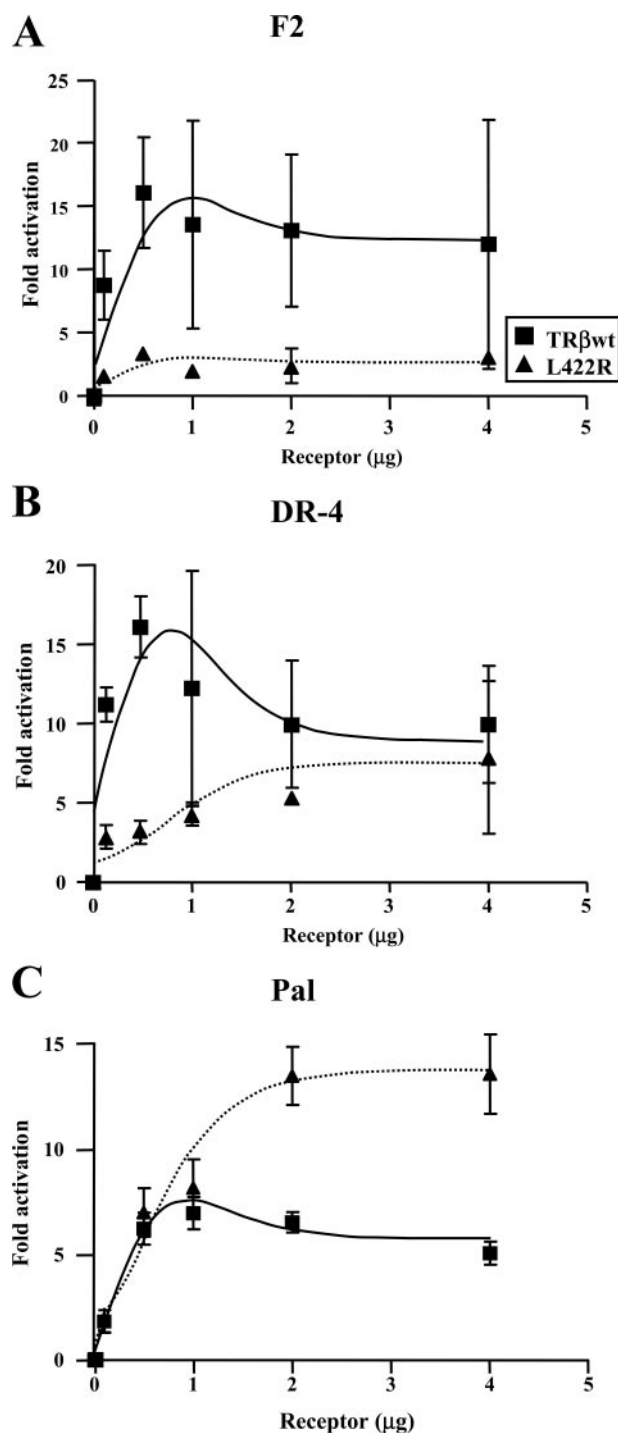 A
F2
25
20
15
10
5
0
Fold activation
0 1 2 3 4 5
Receptor (μg)
TRβwt
L422R
B
DR-4
20
15
10
5
0
Fold activation
0 1 2 3 4 5
Receptor (μg)
C
Pal
15
10
5
0
Fold activation
0 1 2 3 4 5
Receptor (μg)